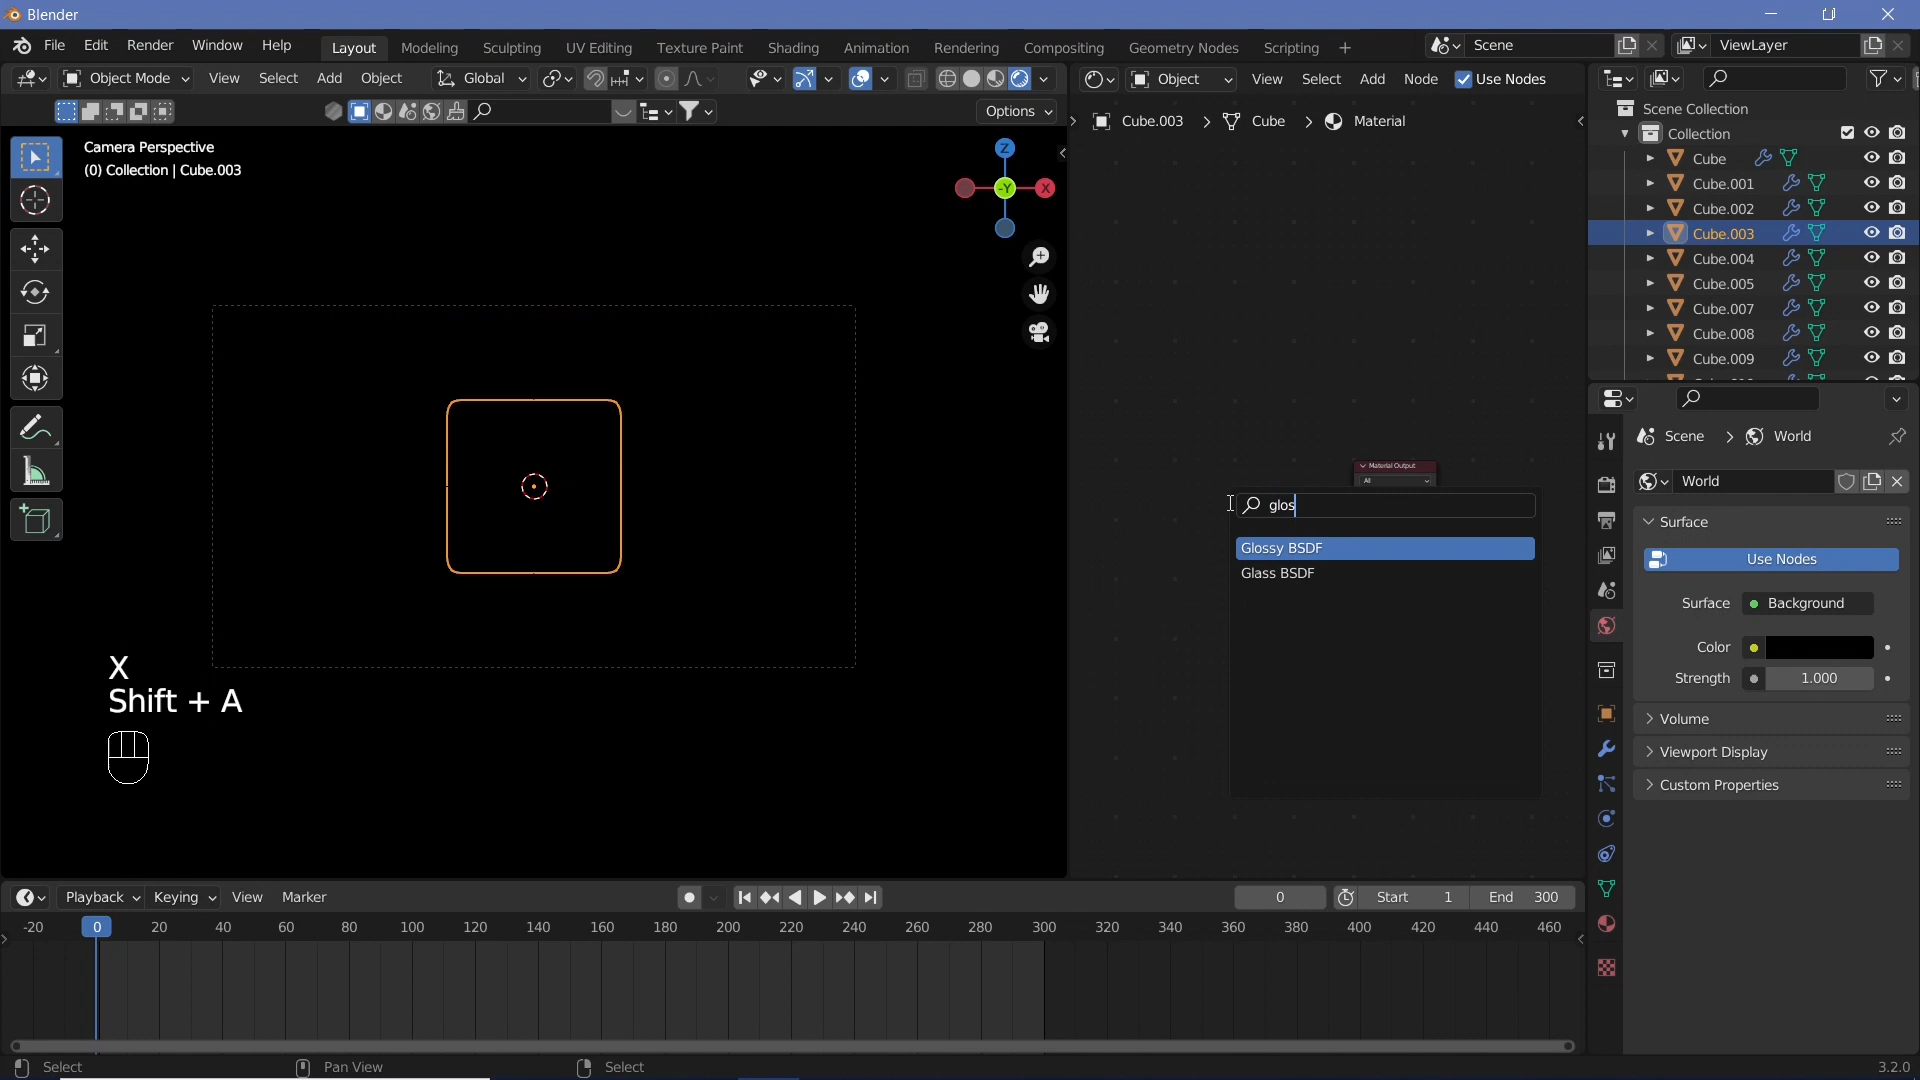 Blender
File Edit Render Window Help Layout Modeling Sculpting UV Editing Texture Paint Shading Animation Rendering Compositing Geometry Nodes Scripting Scene ViewLayer
Object Mode View Select Add Object Global
Options
Object View Select Add Node Use Nodes
Cube.003 Cube Material
Camera Perspective
(0) Collection | Cube.003
Z
-Y
X
X
Shift + A
Material Output
All
glos
Glossy BSDF
Glass BSDF
Scene Collection
Collection
Cube
Cube.001
Cube.002
Cube.003
Cube.004
Cube.005
Cube.007
Cube.008
Cube.009
Scene World
World
Surface
Use Nodes
Surface Background
Color
Strength 1.000
Volume
Viewport Display
Custom Properties
Playback Keying View Marker 0 Start 1 End 300
-20 0 20 40 60 80 100 120 140 160 180 200 220 240 260 280 300 320 340 360 380 400 420 440 460
Select Pan View Select 3.2.0